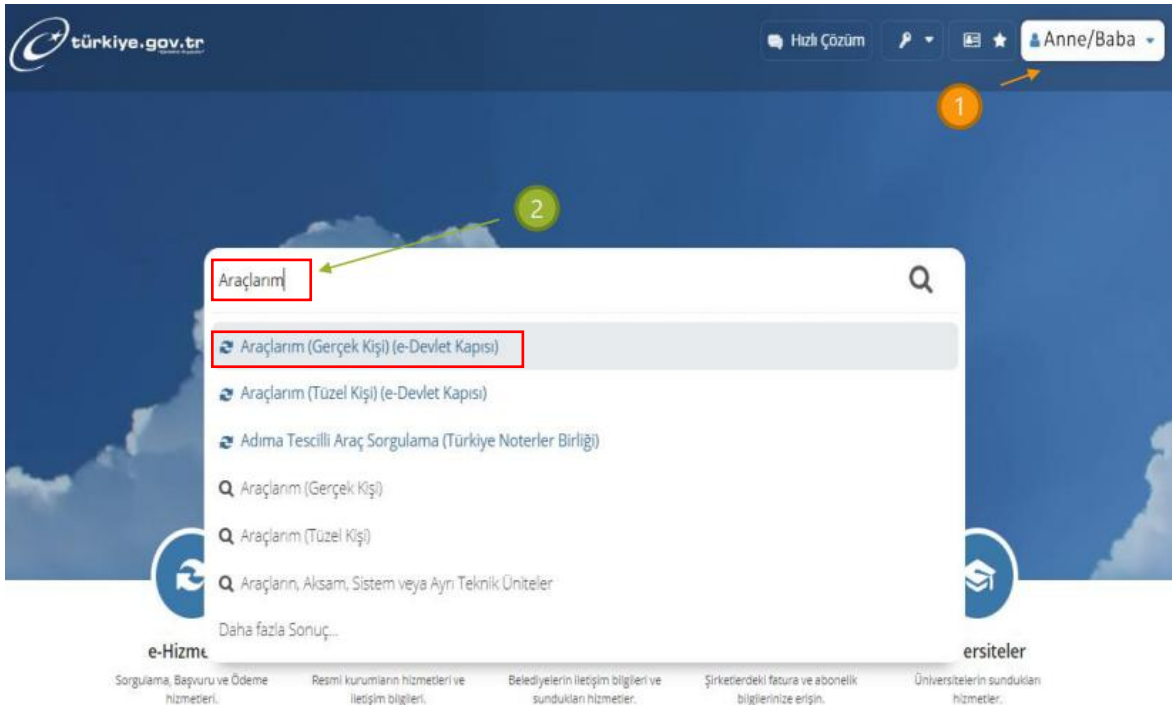 türkiye.gov.tr
Hızlı Çözüm
Anne/Baba
1
2
Araçlarım
Araçlarım (Gerçek Kişi) (e-Devlet Kapısı)
Araçlarım (Tüzel Kişi) (e-Devlet Kapısı)
Adıma Tescilli Araç Sorgulama (Türkiye Noterler Birliği)
Araçlarım (Gerçek Kişi)
Araçlarım (Tüzel Kişi)
Araçların, Aksam, Sistem veya Ayrı Teknik Üniteler
Daha fazla Sonuç...
e-Hizme
ersiteler
Sorgulama, Başvuru ve Ödeme
hizmetleri.
Resmi kurumların hizmetleri ve
iletişim bilgileri.
Belediyelerin iletişim bilgileri ve
sundukları hizmetler.
Şirketlerdeki fatura ve abonelik
bilgilerinize erişin.
Üniversitelerin sundukları
hizmetler.